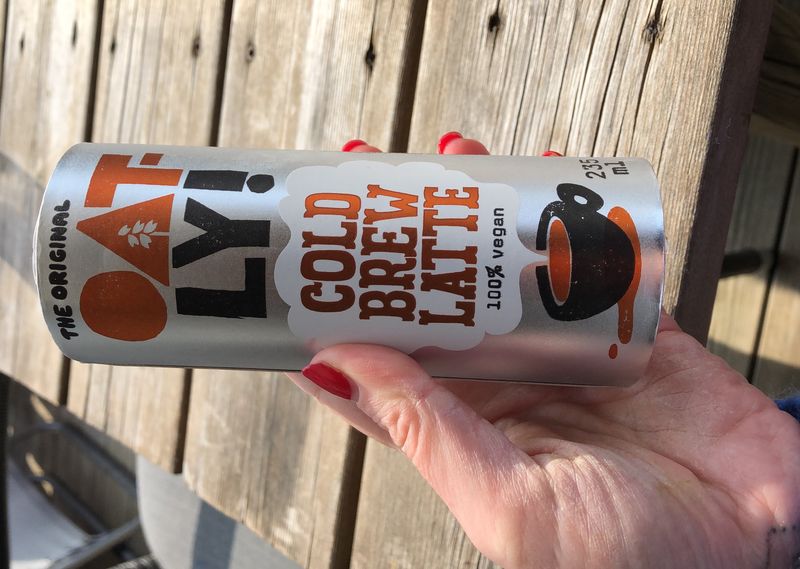 THE ORIGINAL
OAT-
LY!
COLD
BREW
LATTE
100% vegan
235
ml